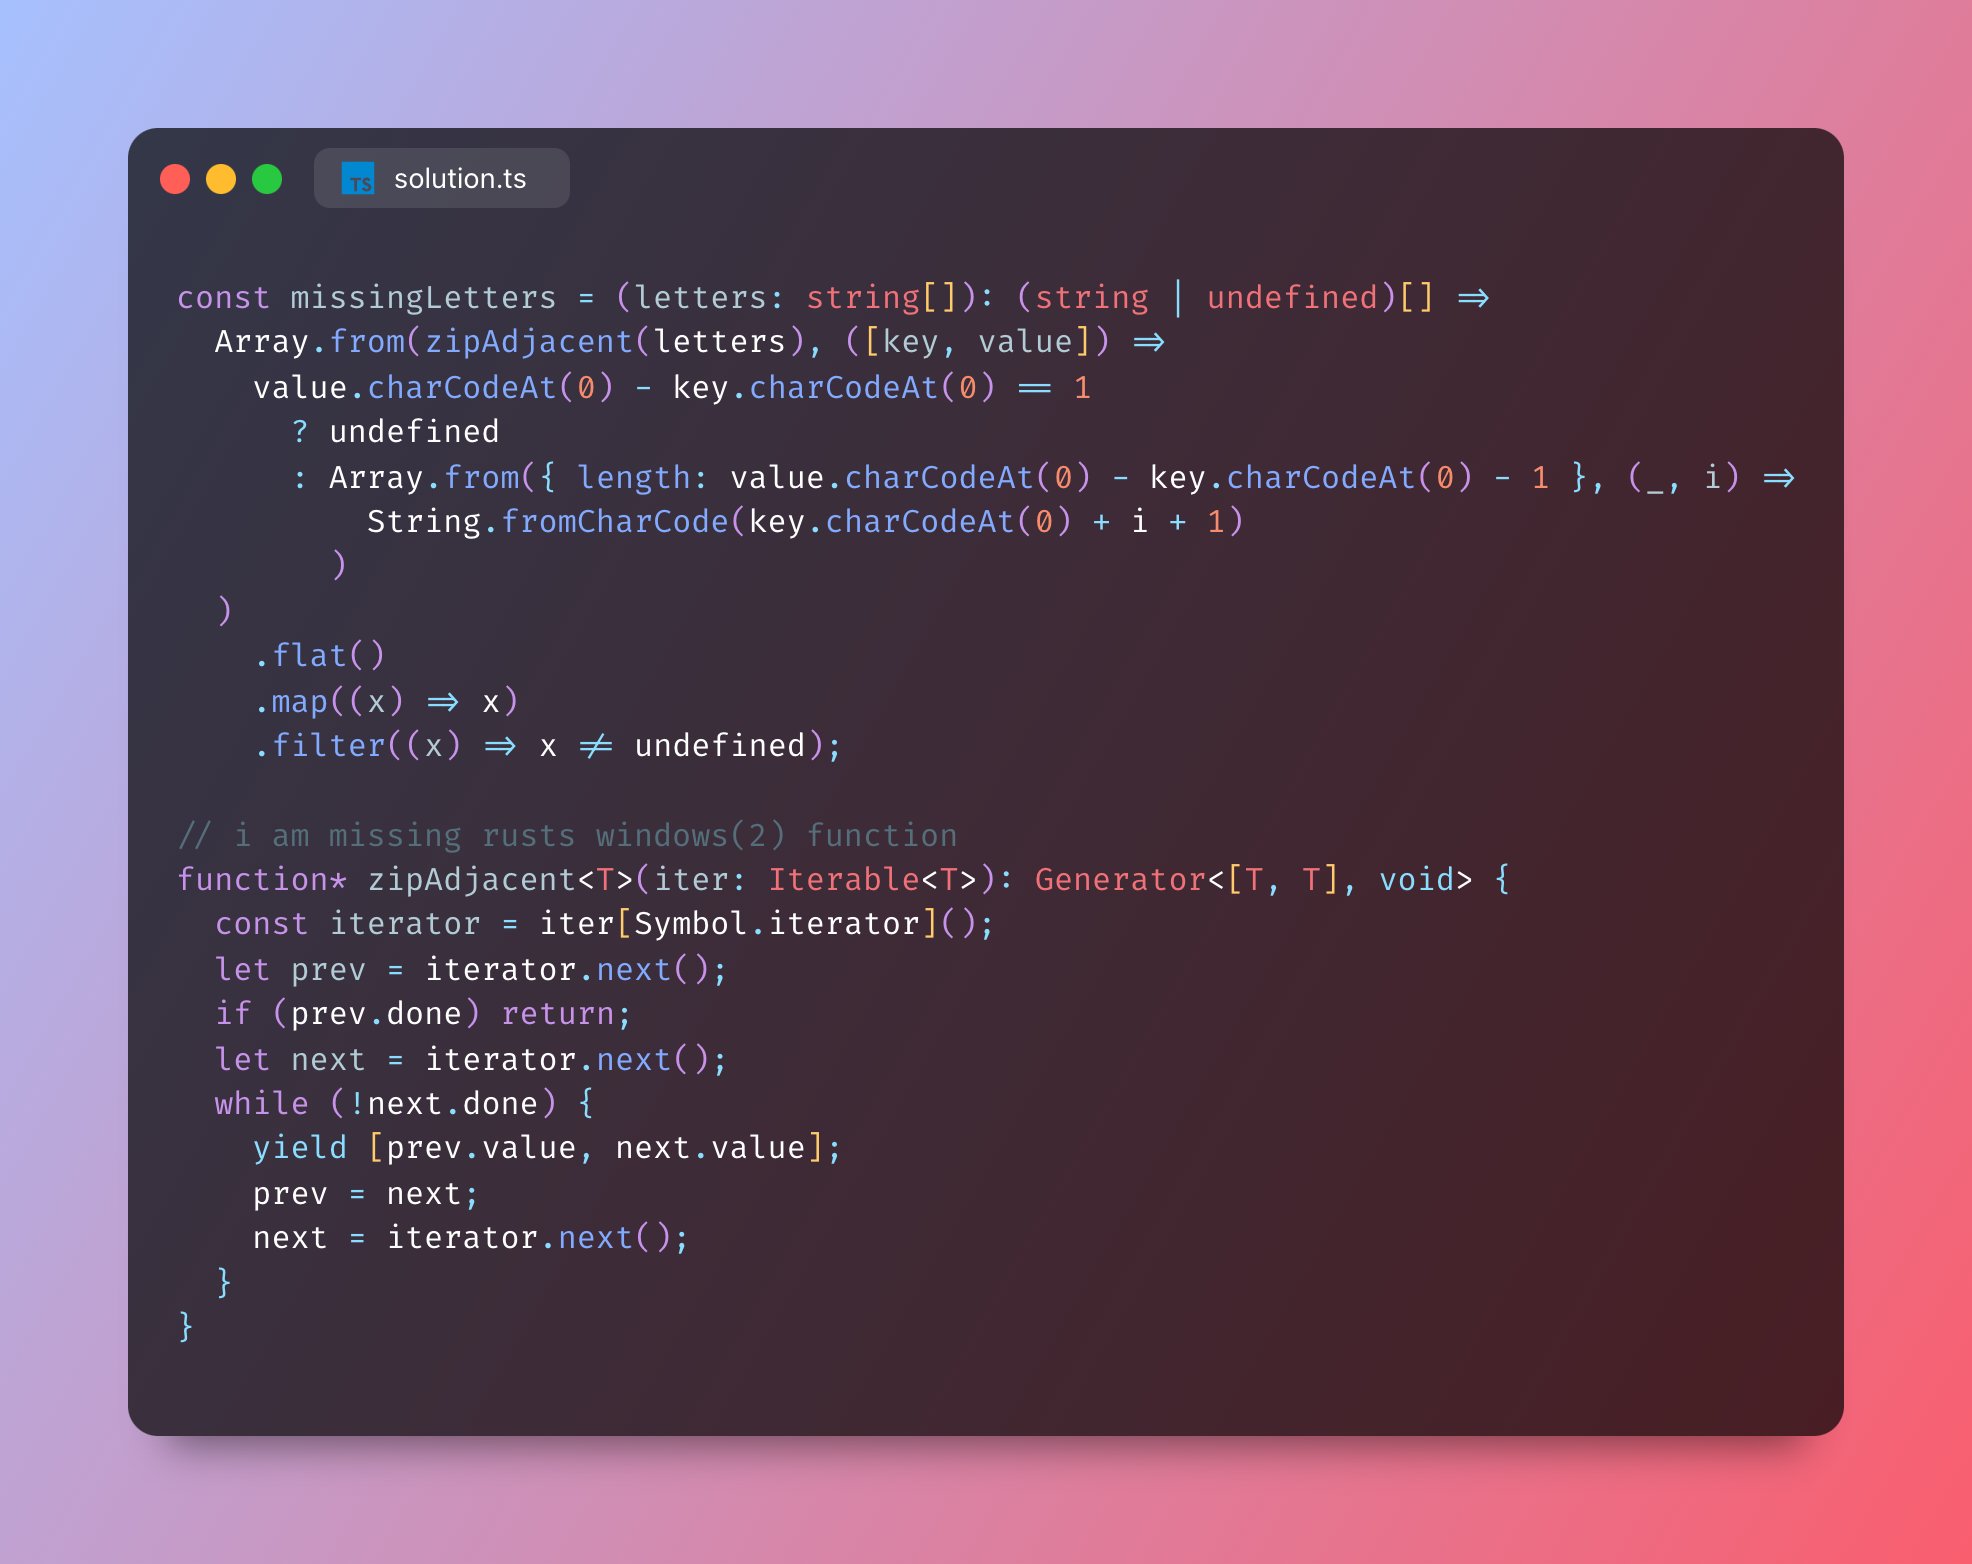 TS solution.ts
const missingLetters = (letters: string[]): (string | undefined)[] =>
  Array.from(zipAdjacent(letters), ([key, value]) =>
    value.charCodeAt(0) - key.charCodeAt(0) == 1
      ? undefined
      : Array.from({ length: value.charCodeAt(0) - key.charCodeAt(0) - 1 }, (_, i) =>
          String.fromCharCode(key.charCodeAt(0) + i + 1)
        )
  )
    .flat()
    .map((x) => x)
    .filter((x) => x != undefined);

// i am missing rusts windows(2) function
function* zipAdjacent<T>(iter: Iterable<T>): Generator<[T, T], void> {
  const iterator = iter[Symbol.iterator]();
  let prev = iterator.next();
  if (prev.done) return;
  let next = iterator.next();
  while (!next.done) {
    yield [prev.value, next.value];
    prev = next;
    next = iterator.next();
  }
}